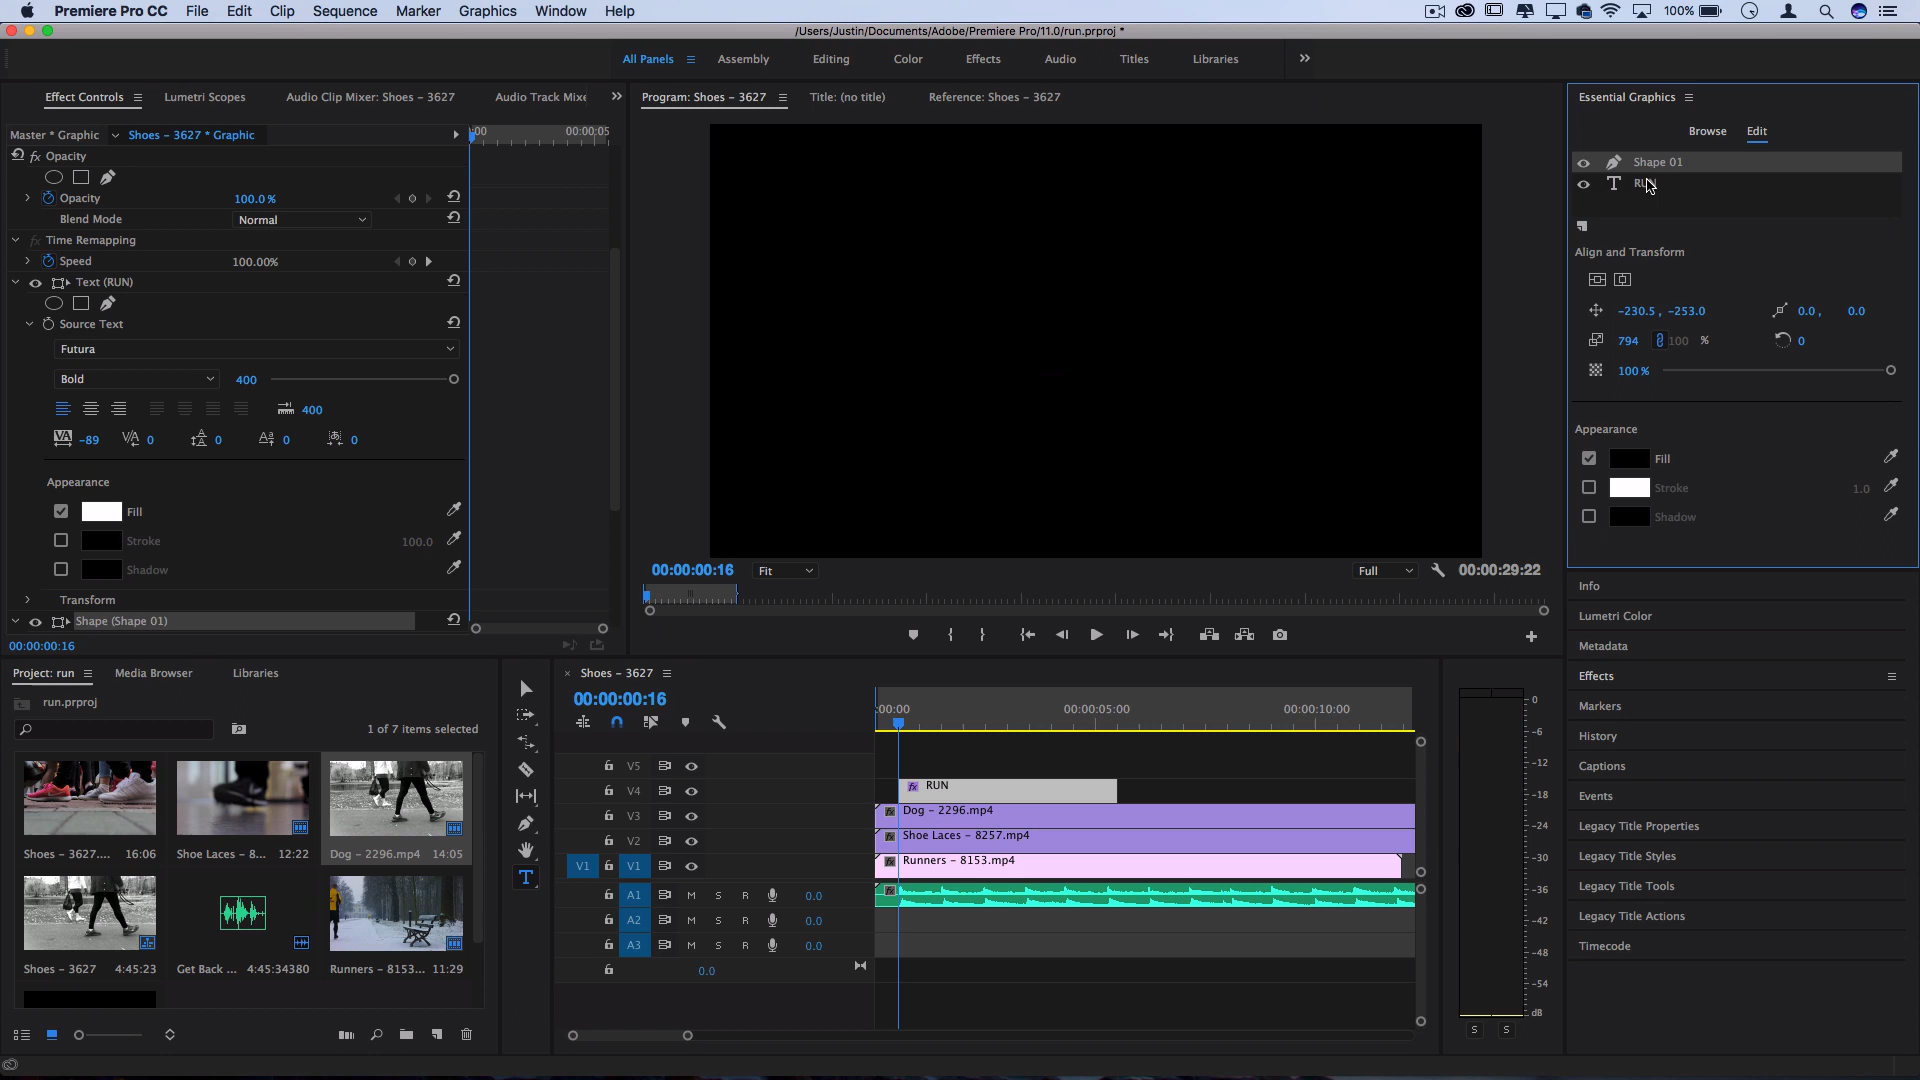 Premiere Pro CC File Edit Clip Sequence Marker Graphics Window Help 100%
/Users/Justin/Documents/Adobe/Premiere Pro/11.0/run.prproj *
All Panels Assembly Editing Color Effects Audio Titles Libraries
Effect Controls Lumetri Scopes Audio Clip Mixer: Shoes - 3627 Audio Track Mixe
Program: Shoes - 3627 Title: (no title) Reference: Shoes - 3627
Essential Graphics
Browse Edit
Master * Graphic Shoes - 3627 * Graphic :00 00:00:05
fx Opacity
Opacity 100.0 %
Blend Mode Normal
fx Time Remapping
Speed 100.00%
Text (RUN)
Source Text
Futura
Bold 400
400
-89 0 0 0 0
Appearance
Fill
Stroke 100.0
Shadow
Transform
Shape (Shape 01)
00:00:00:16
00:00:00:16 Fit Full 00:00:29:22
Shape 01
RUN
Align and Transform
-230.5 , -253.0 0.0 , 0.0
794 100 % 0
100 %
Appearance
Fill
Stroke 1.0
Shadow
Info
Lumetri Color
Metadata
Effects
Markers
History
Captions
Events
Legacy Title Properties
Legacy Title Styles
Legacy Title Tools
Legacy Title Actions
Timecode
Project: run Media Browser Libraries
run.prproj
1 of 7 items selected
Shoes - 3627.... 16:06 Shoe Laces - 8... 12:22 Dog - 2296.mp4 14:05
Shoes - 3627 4:45:23 Get Back ... 4:45:34380 Runners - 8153... 11:29
× Shoes - 3627
00:00:00:16
:00:00 00:00:05:00 00:00:10:00
V5
V4 fx RUN
V3 fx Dog - 2296.mp4
V2 fx Shoe Laces - 8257.mp4
V1 V1 fx Runners - 8153.mp4
A1 M S R 0.0 fx
A2 M S R 0.0
A3 M S R 0.0
0.0
0
-6
-12
-18
-24
-30
-36
-42
-48
-54
dB
S S